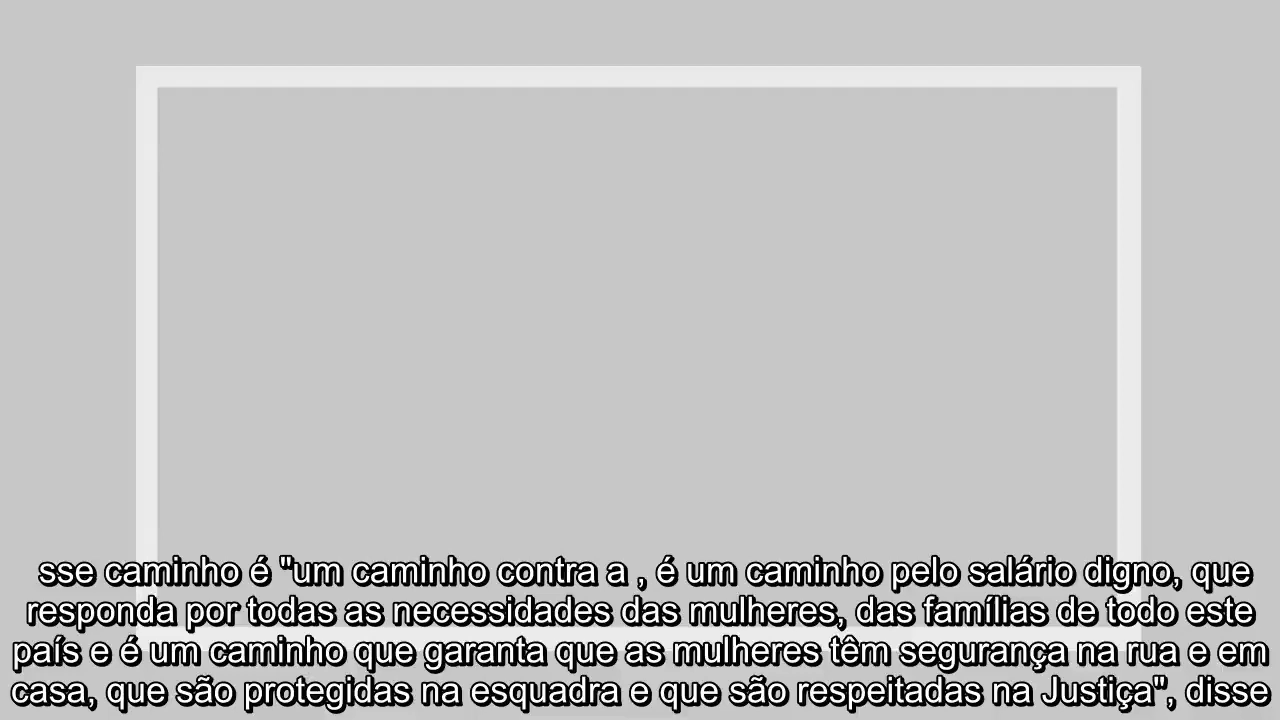 sse caminho é "um caminho contra a , é um caminho pelo salário digno, que
responda por todas as necessidades das mulheres, das famílias de todo este
país e é um caminho que garanta que as mulheres têm segurança na rua e em
casa, que são protegidas na esquadra e que são respeitadas na Justiça", disse